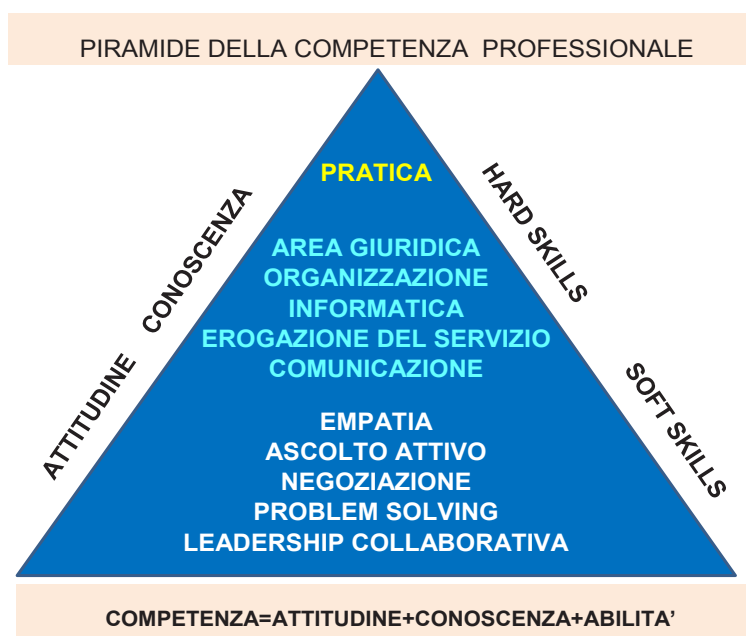 PIRAMIDE DELLA COMPETENZA PROFESSIONALE
PRATICA
CONOSCENZA
HARD SKILLS
AREA GIURIDICA
ORGANIZZAZIONE
INFORMATICA
EROGAZIONE DEL SERVIZIO
COMUNICAZIONE
ATTITUDINE
SOFT SKILLS
EMPATIA
ASCOLTO ATTIVO
NEGOZIAZIONE
PROBLEM SOLVING
LEADERSHIP COLLABORATIVA
COMPETENZA=ATTITUDINE+CONOSCENZA+ABILITA’